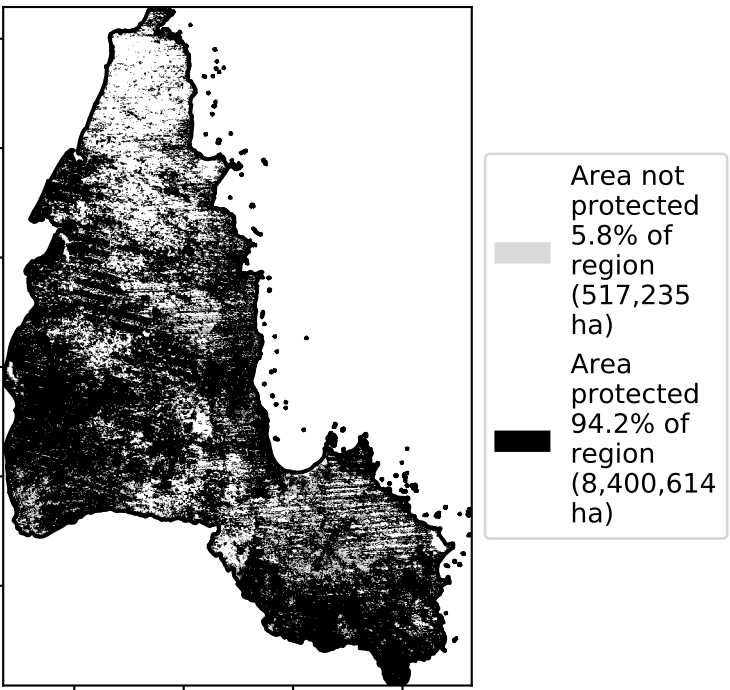 Area not
protected
5.8% of
region
(517,235
ha)
Area
protected
94.2% of
region
(8,400,614
ha)